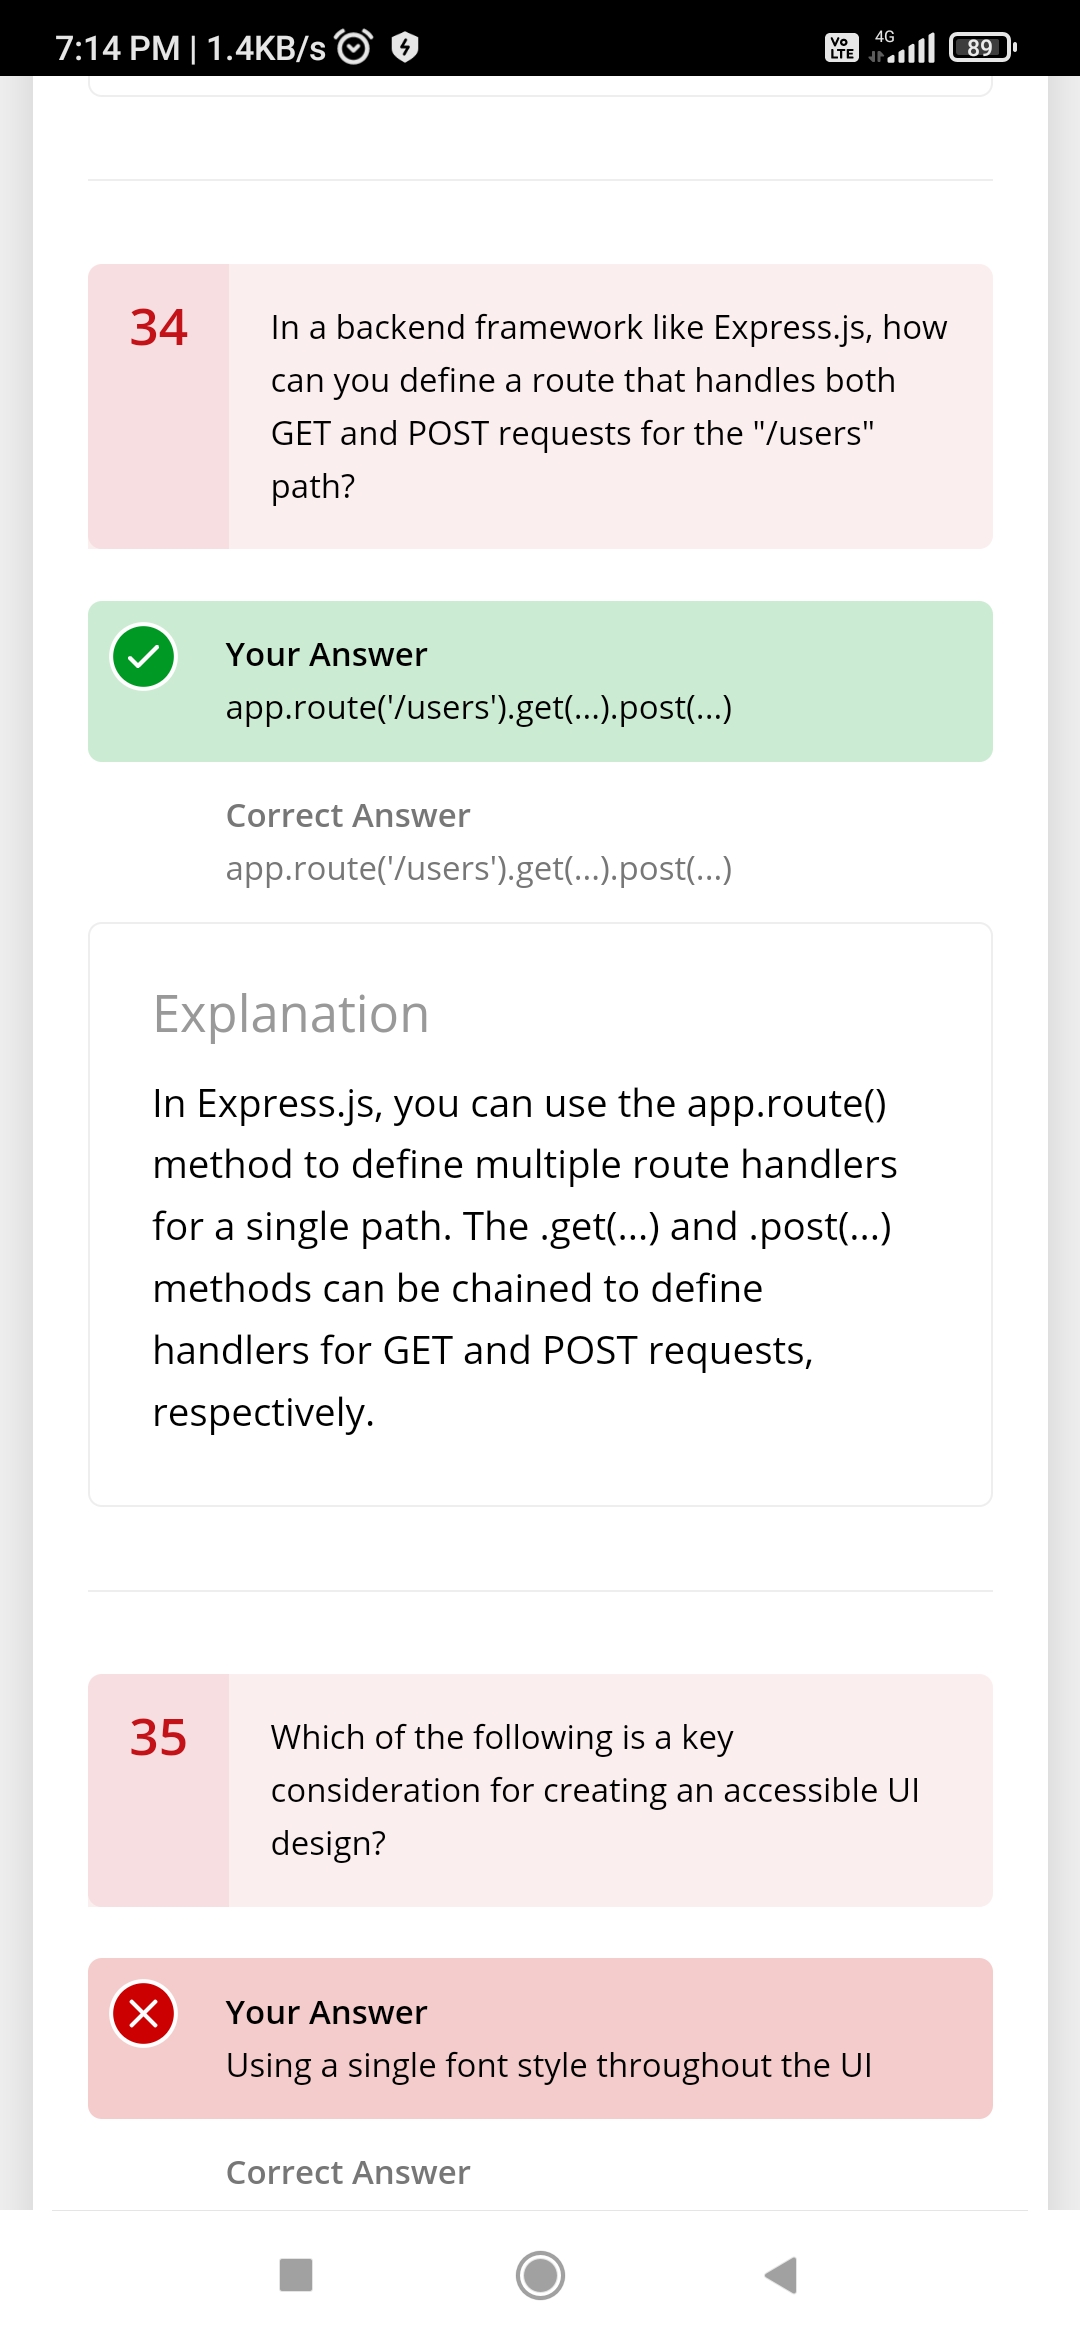 7:14 PM | 1.4KB/s
Vo LTE 4G 89
34
In a backend framework like Express.js, how
can you define a route that handles both
GET and POST requests for the "/users"
path?
Your Answer
app.route('/users').get(...).post(...)
Correct Answer
app.route('/users').get(...).post(...)
Explanation
In Express.js, you can use the app.route()
method to define multiple route handlers
for a single path. The .get(...) and .post(...)
methods can be chained to define
handlers for GET and POST requests,
respectively.
35
Which of the following is a key
consideration for creating an accessible UI
design?
Your Answer
Using a single font style throughout the UI
Correct Answer